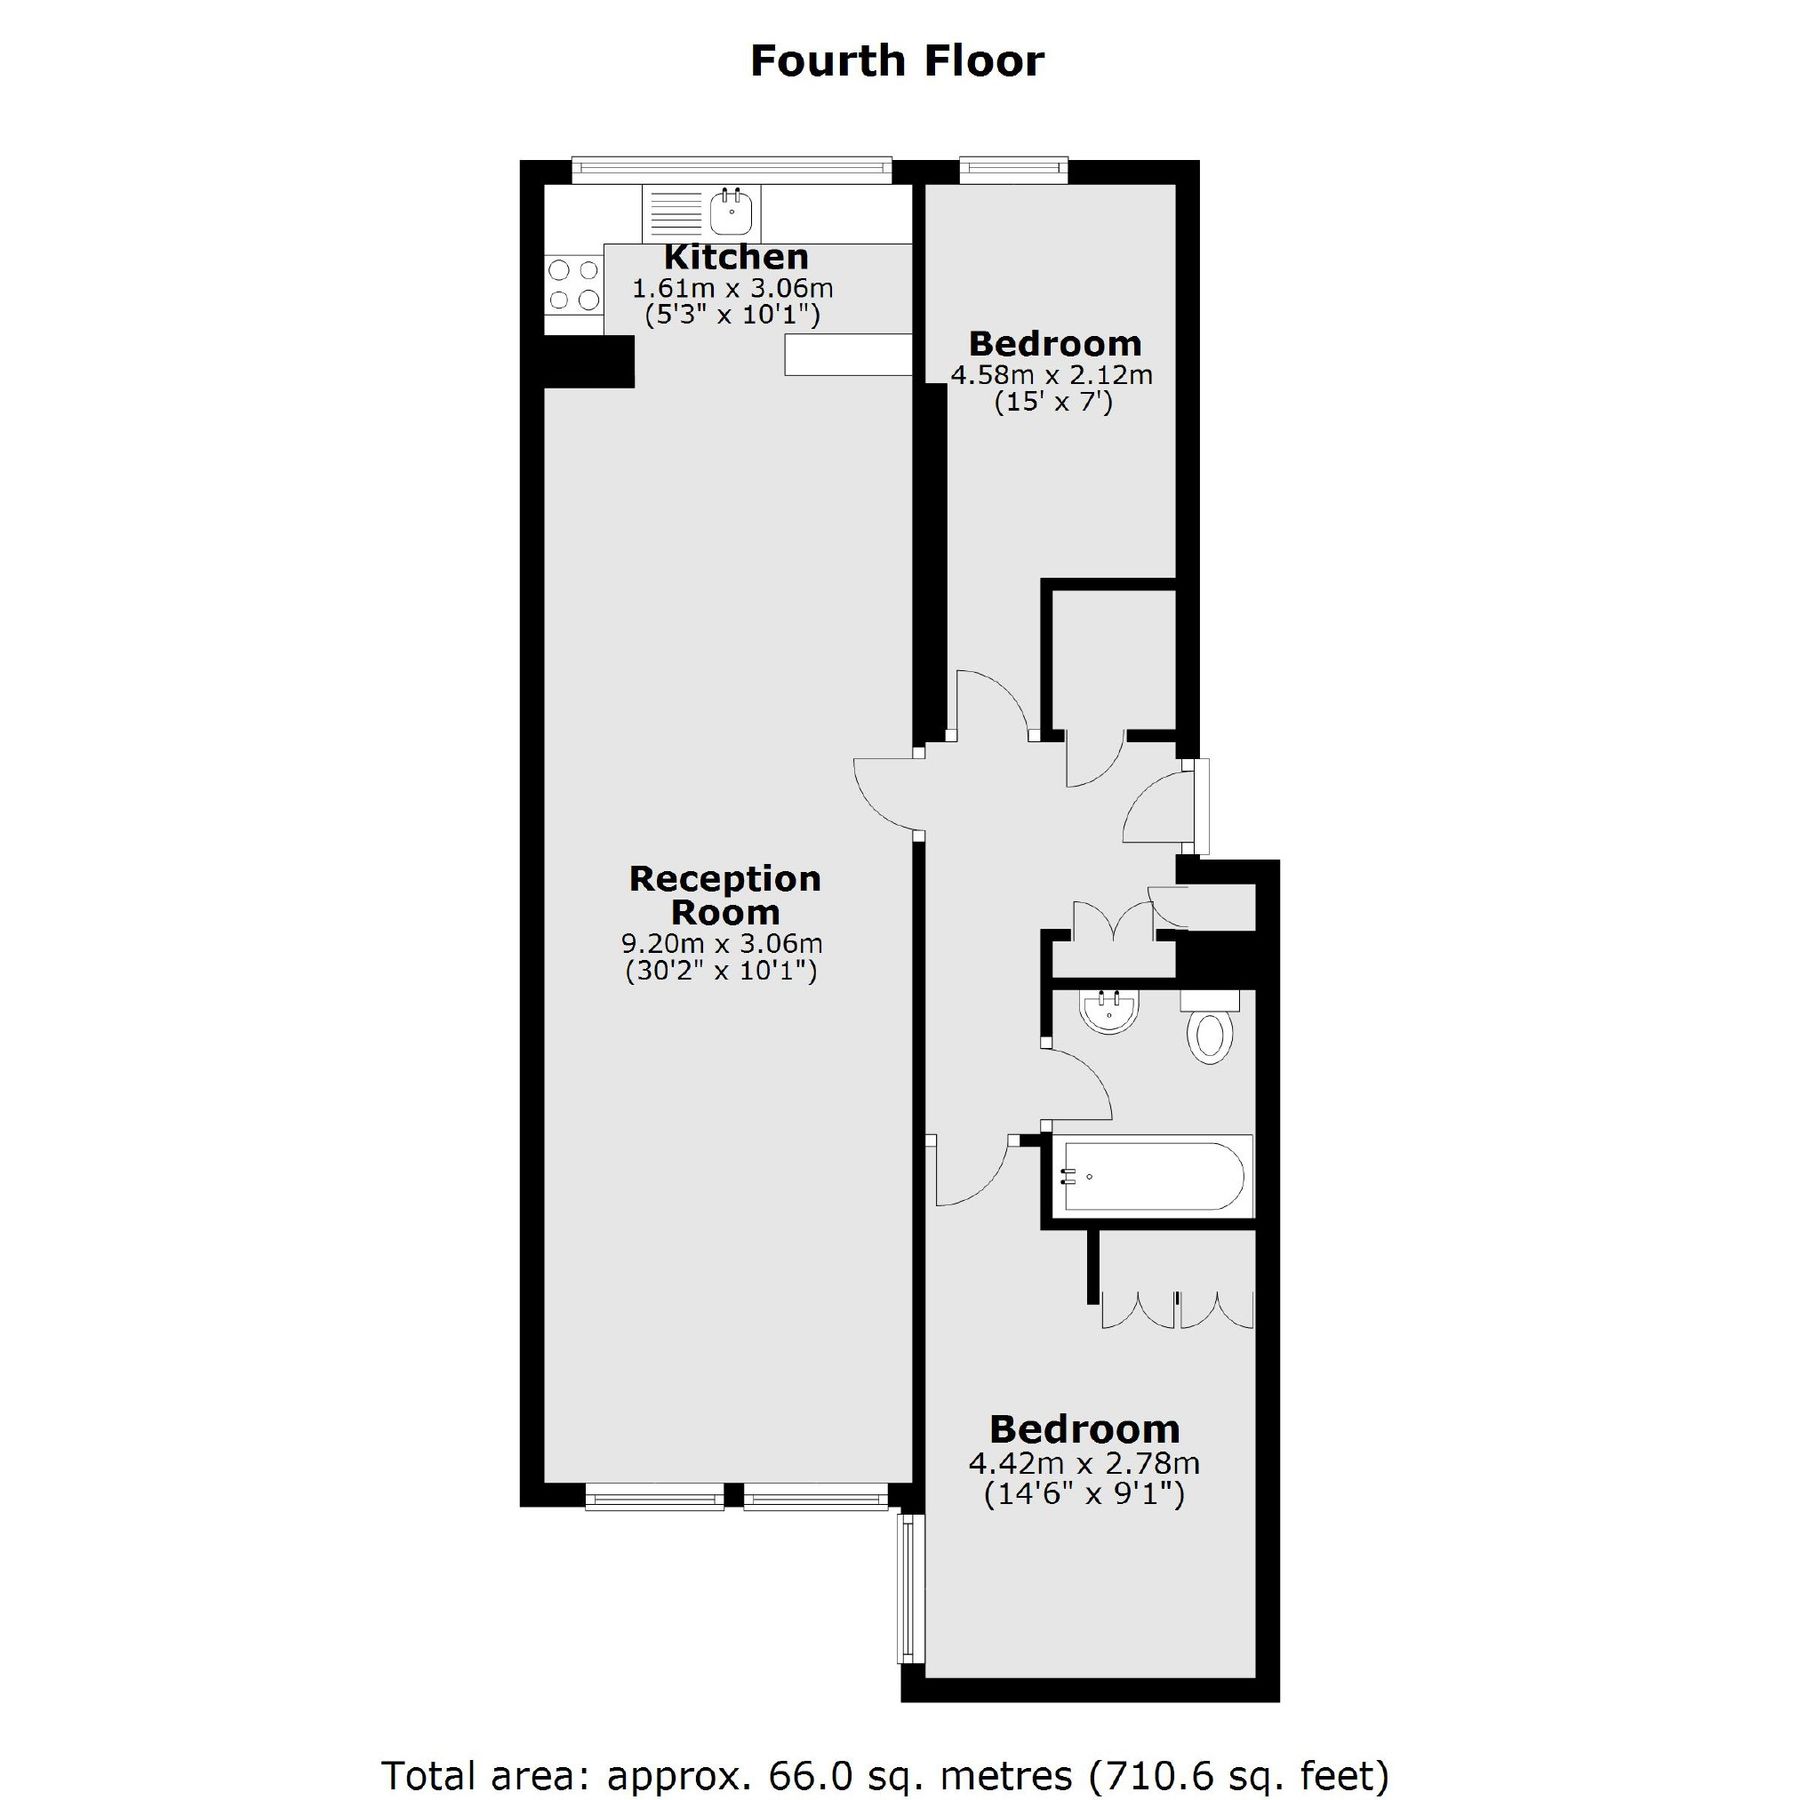 Fourth Floor
Kitchen
1.61m x 3.06m
(5'3" x 10'1")
Bedroom
4.58m x 2.12m
(15' x 7')
Reception
Room
9.20m x 3.06m
(30'2" x 10'1")
Bedroom
4.42m x 2.78m
(14'6" x 9'1")
Total area: approx. 66.0 sq. metres (710.6 sq. feet)